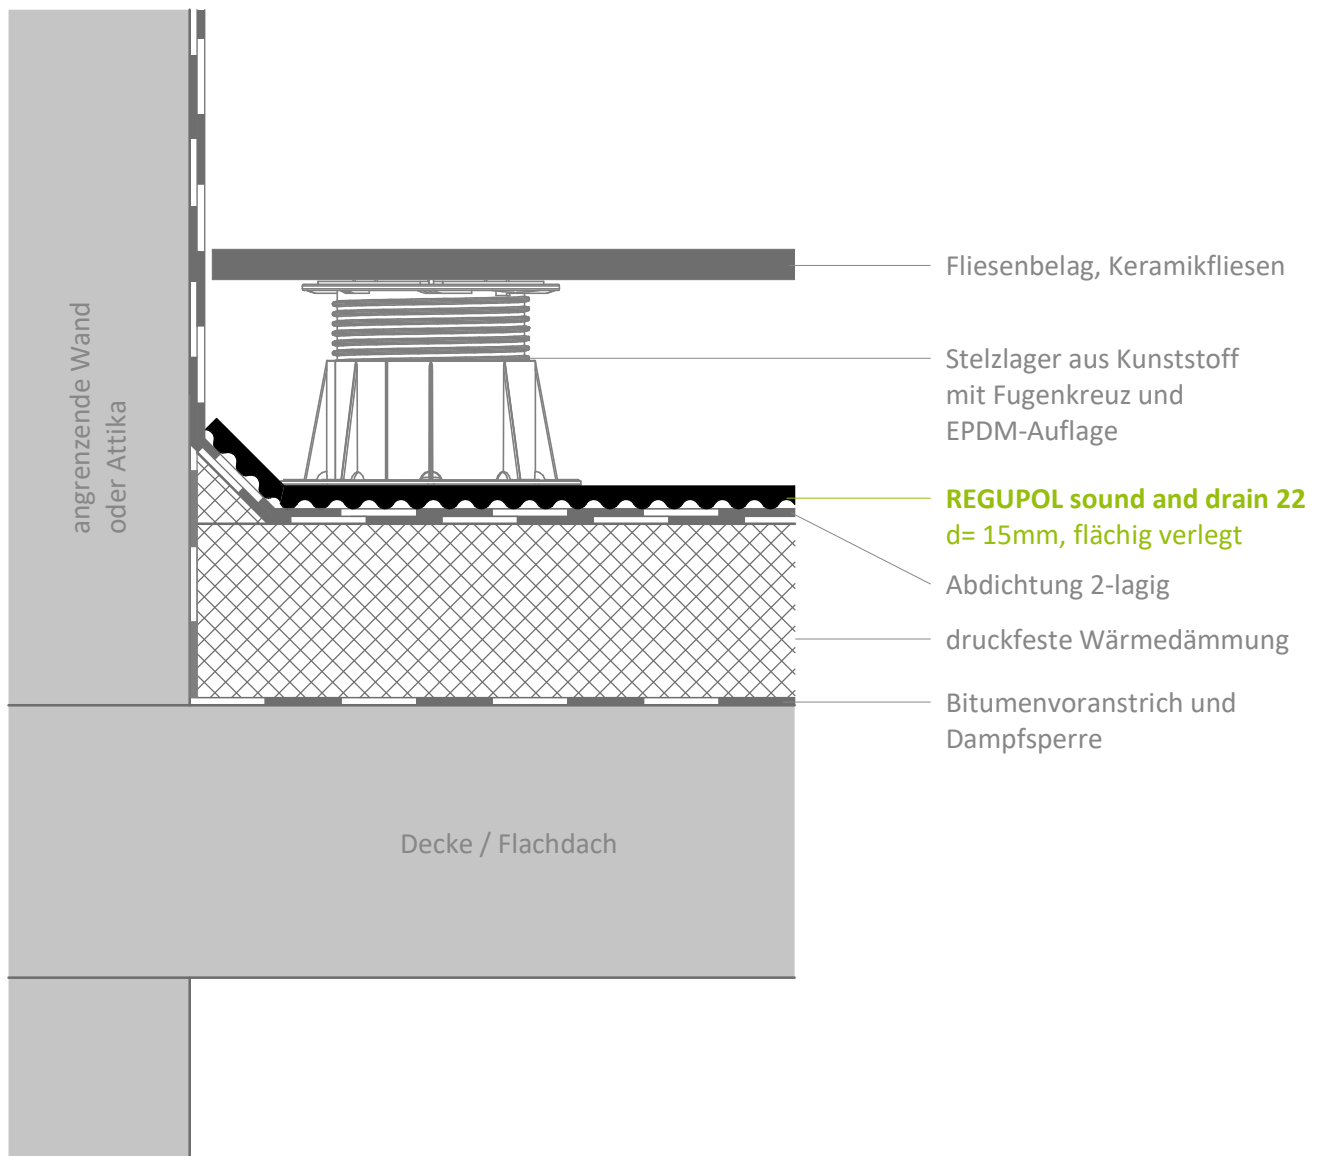 angrenzende Wand
oder Attika
Fliesenbelag, Keramikfliesen
Stelzlager aus Kunststoff
mit Fugenkreuz und
EPDM-Auflage
REGUPOL sound and drain 22
d= 15mm, flächig verlegt
Abdichtung 2-lagig
druckfeste Wärmedämmung
Bitumenvoranstrich und
Dampfsperre
Decke / Flachdach